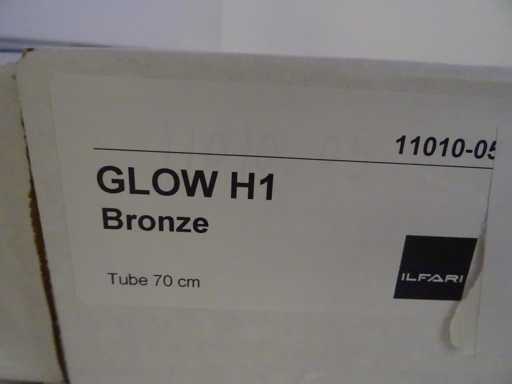 11010-05
GLOW H1
Bronze
Tube 70 cm
ILFARI